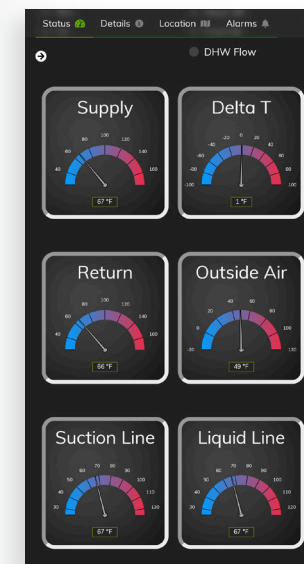 Status Details Location Alarms
DHW Flow
Supply Delta T
40 60 80 100 120 140 160
67 °F
-100 -80 -60 -40 -20 0 20 40 60 80 100
1 °F
Return Outside Air
40 60 80 100 120 140 160
66 °F
-20 0 20 40 60 80 100 120
49 °F
Suction Line Liquid Line
30 40 50 60 70 80 90 100 110 120
67 °F
30 40 50 60 70 80 90 100 110 120
67 °F